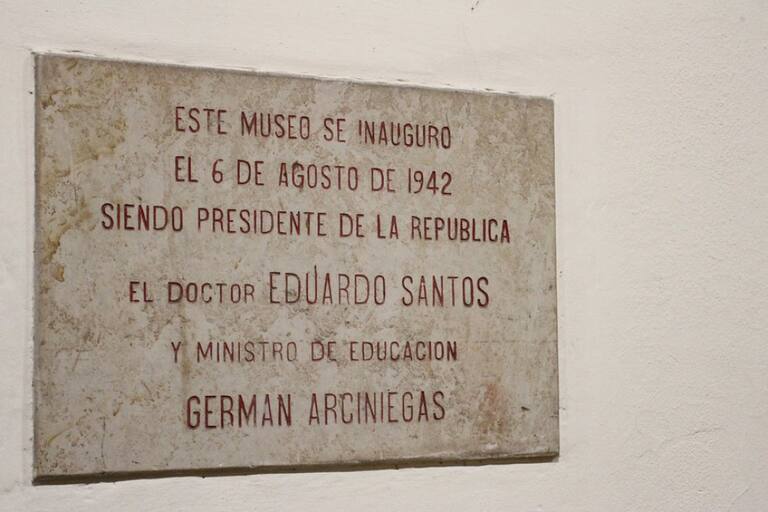 ESTE MUSEO SE INAUGURO
EL 6 DE AGOSTO DE 1942
SIENDO PRESIDENTE DE LA REPUBLICA
EL DOCTOR EDUARDO SANTOS
Y MINISTRO DE EDUCACION
GERMAN ARCINIEGAS